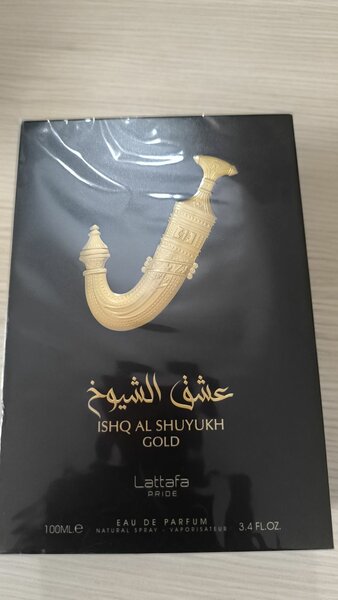 عشق الشيوخ
ISHQ AL SHUYUKH
GOLD
Lattafa
PRIDE
EAU DE PARFUM
100ML.e NATURAL SPRAY - VAPORISATEUR 3.4 FL.OZ.